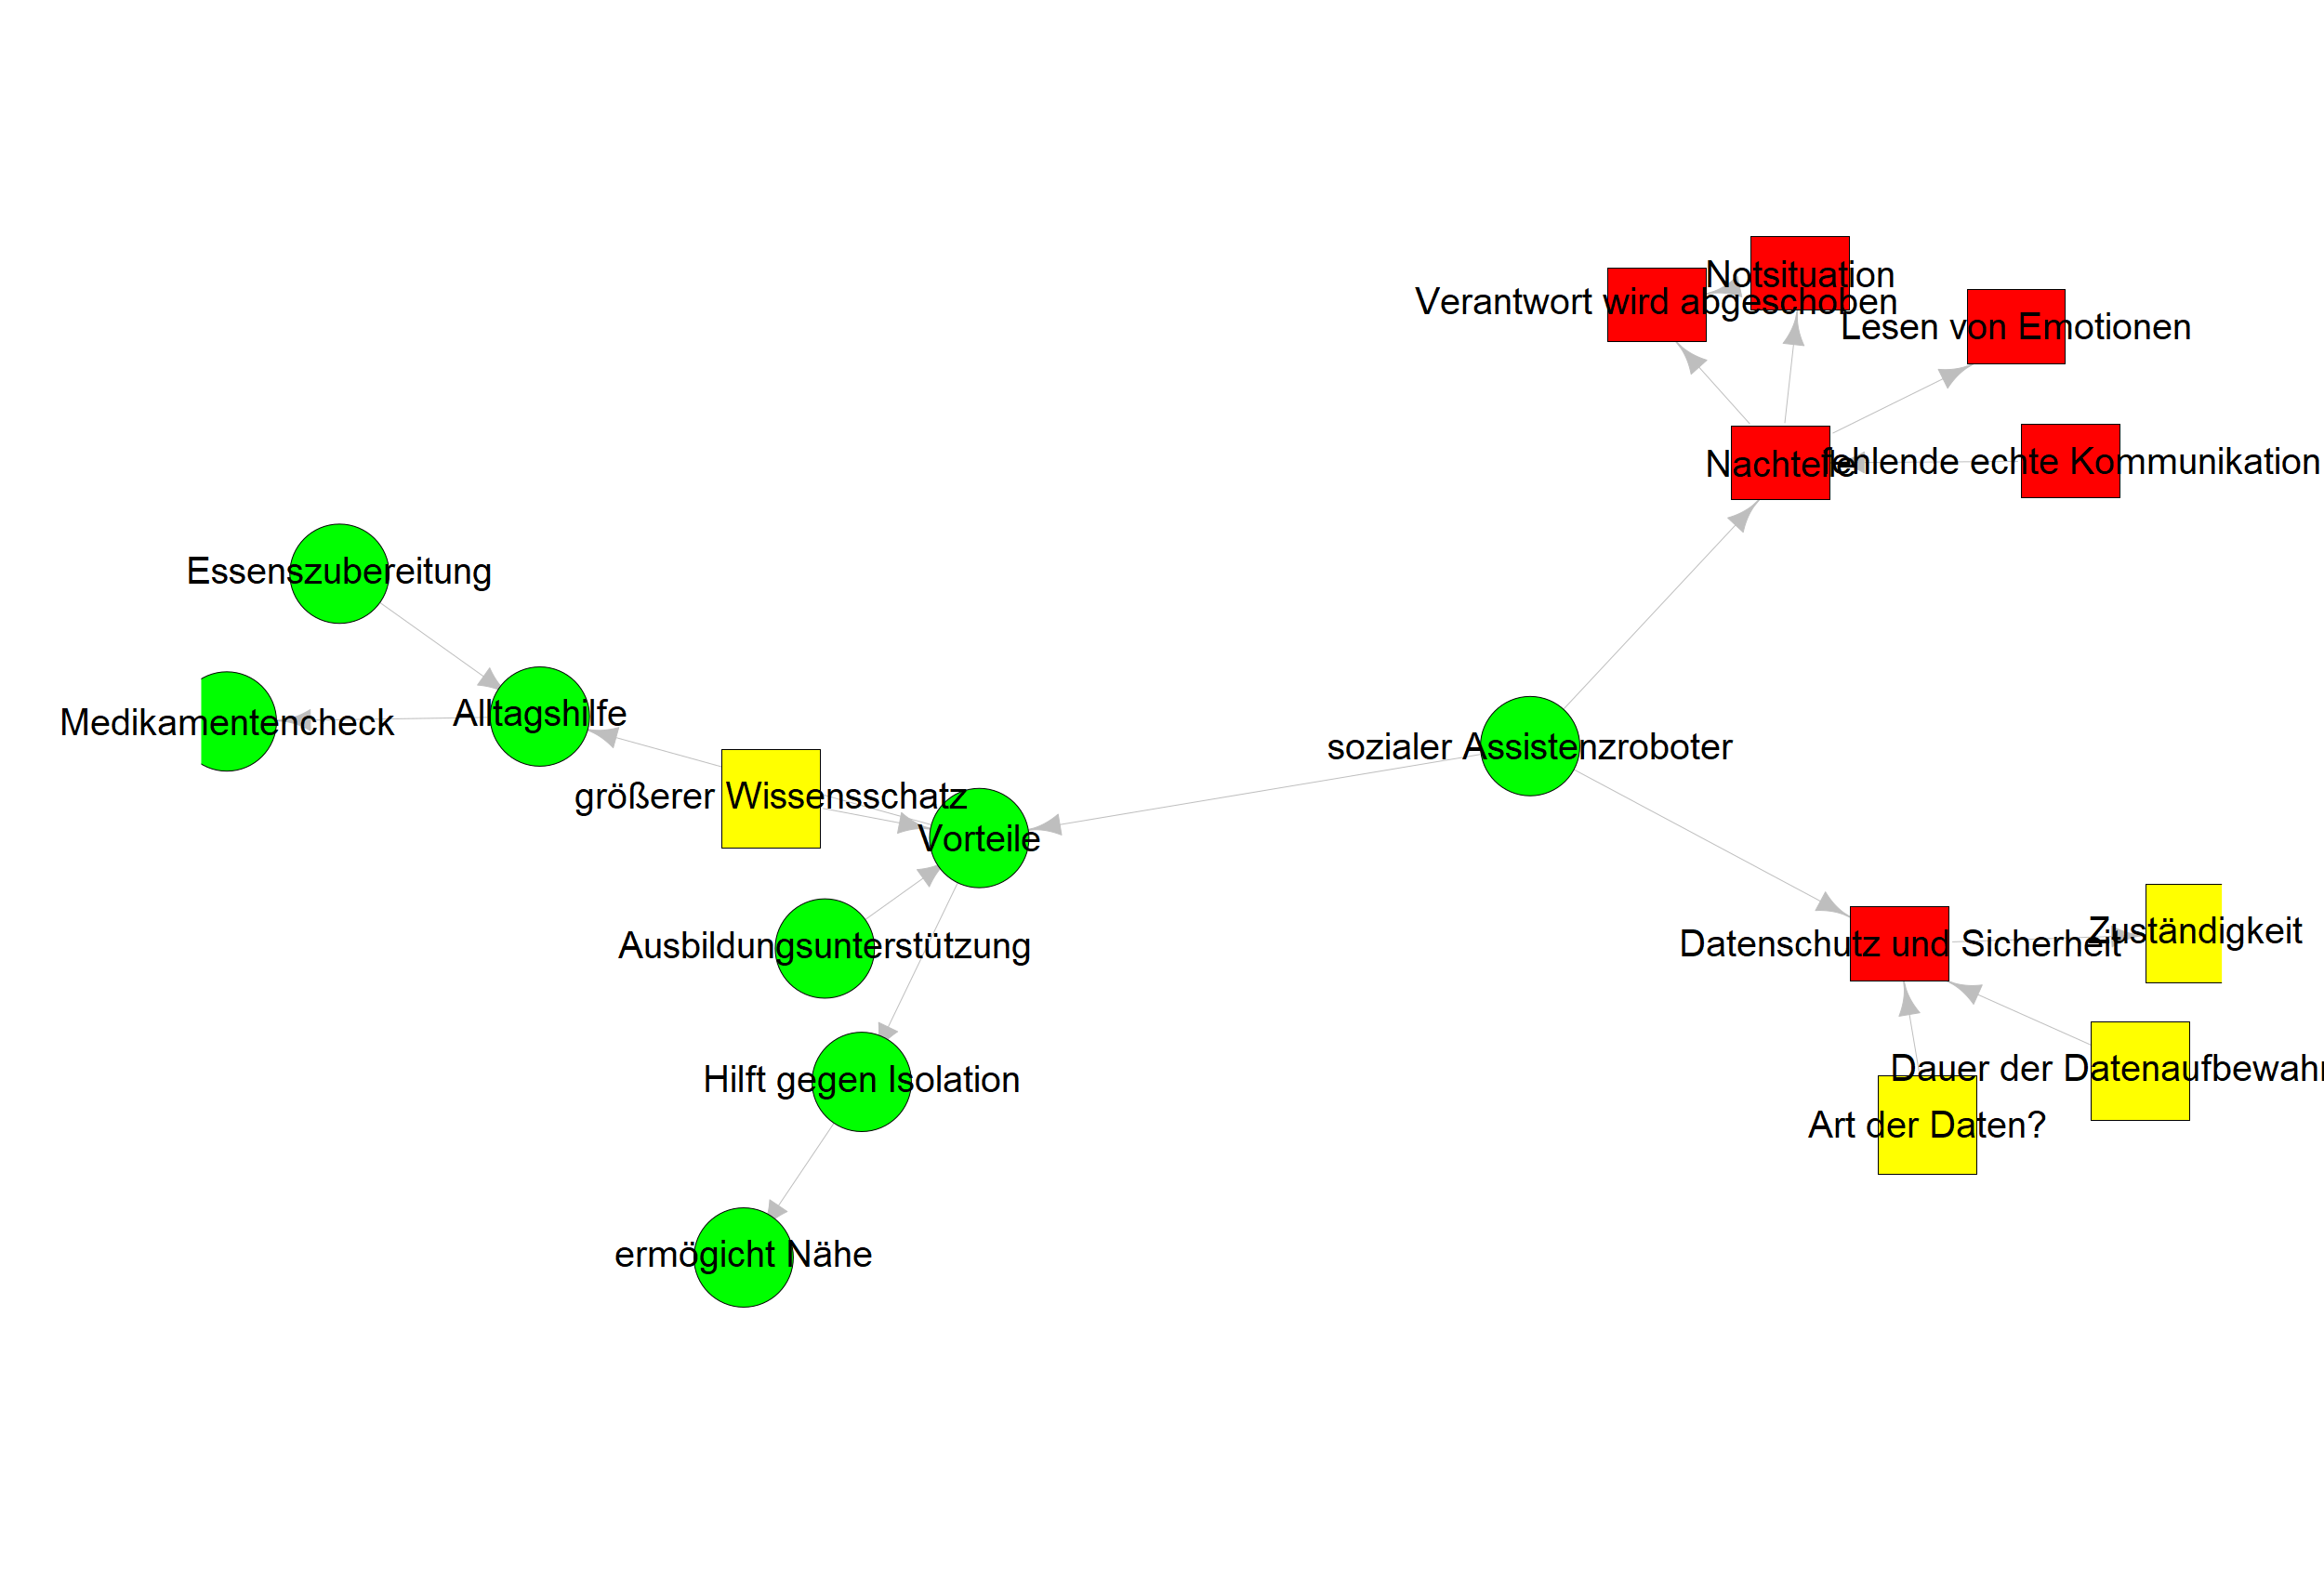 Notsituation
Verantwort wird abgeschoben
Lesen von Emotionen
Nachteile
fehlende echte Kommunikation
Essenszubereitung
Medikamentencheck
Alltagshilfe
sozialer Assistenzroboter
größerer Wissensschatz
Vorteile
Ausbildungsunterstützung
Datenschutz und Sicherheit
Zuständigkeit
Hilft gegen Isolation
Dauer der Datenaufbewahr
Art der Daten?
ermögicht Nähe